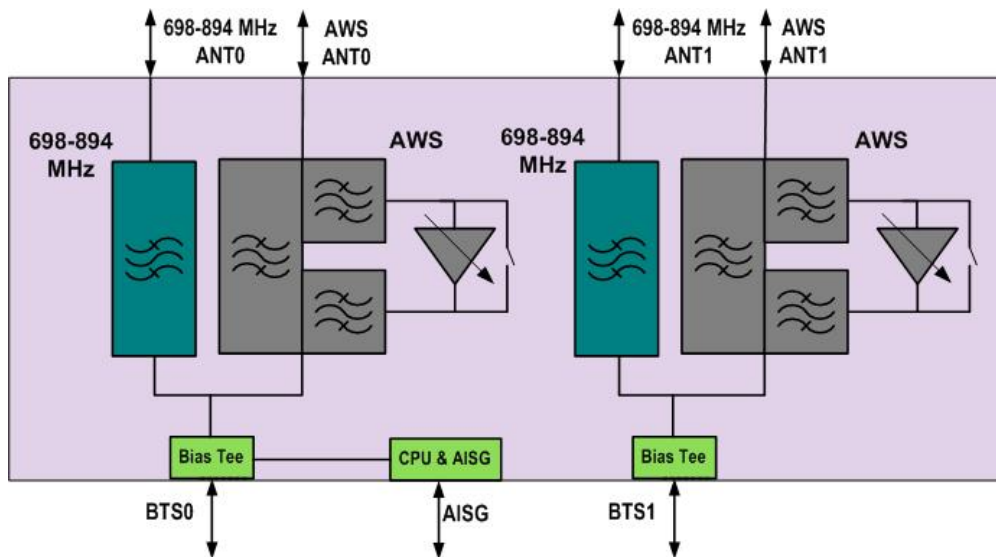 698-894 MHz
ANT0
AWS
ANT0
698-894 MHz
ANT1
AWS
ANT1
698-894
MHz
AWS
698-894
MHz
AWS
Bias Tee
CPU & AISG
Bias Tee
BTS0
AISG
BTS1